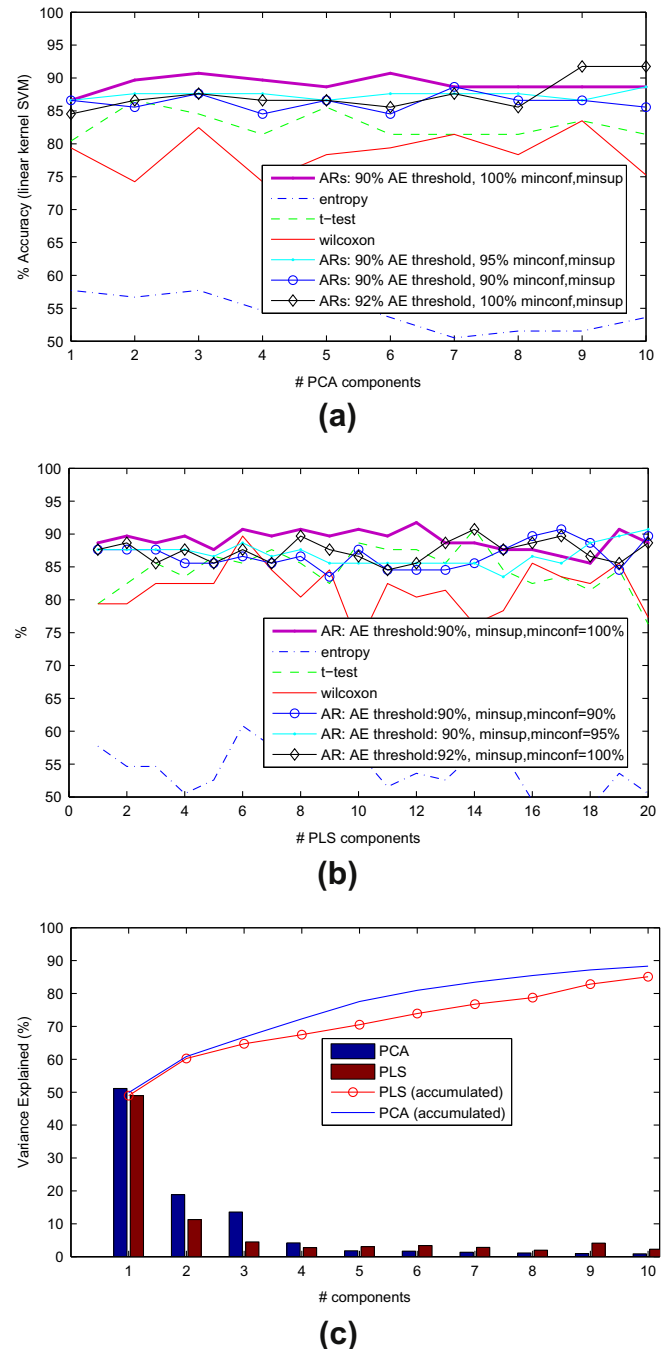 100
95
90
85
80
75
70
65
60
55
50
% Accuracy (linear kernel SVM)
ARs: 90% AE threshold, 100% minconf,minsup
entropy
t−test
wilcoxon
ARs: 90% AE threshold, 95% minconf,minsup
ARs: 90% AE threshold, 90% minconf,minsup
ARs: 92% AE threshold, 100% minconf,minsup
1 2 3 4 5 6 7 8 9 10
# PCA components
(a)
100
95
90
85
80
75
70
65
60
55
50
%
AR: AE threshold:90%, minsup,minconf=100%
entropy
t−test
wilcoxon
AR: AE threshold:90%, minsup,minconf=90%
AR: AE threshold: 90%, minsup,minconf=95%
AR: AE threshold:92%, minsup,minconf=100%
0 2 4 6 8 10 12 14 16 18 20
# PLS components
(b)
100
90
80
70
60
50
40
30
20
10
0
Variance Explained (%)
PCA
PLS
PLS (accumulated)
PCA (accumulated)
1 2 3 4 5 6 7 8 9 10
# components
(c)